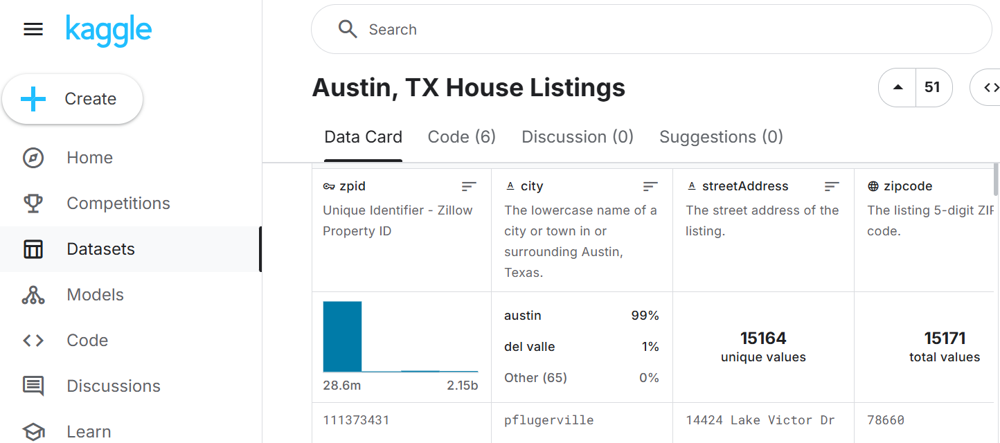 kaggle
Search
Create
Home
Competitions
Datasets
Models
Code
Discussions
Learn
Austin, TX House Listings
51
Data Card Code (6) Discussion (0) Suggestions (0)
zpid
Unique Identifier - Zillow
Property ID
28.6m 2.15b
111373431
city
The lowercase name of a
city or town in or
surrounding Austin,
Texas.
austin 99%
del valle 1%
Other (65) 0%
pflugerville
streetAddress
The street address of the
listing.
15164
unique values
14424 Lake Victor Dr
zipcode
The listing 5-digit ZIP
code.
15171
total values
78660